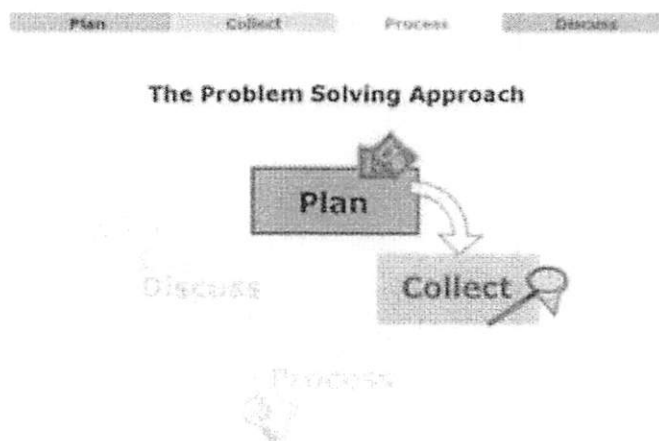 Plan Collect Process Discuss
The Problem Solving Approach
Plan
Collect
Discuss
Process